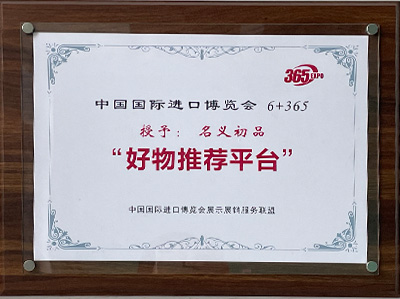 365 EXPO
中国国际进口博览会 6+365
授予： 名义初品
“好物推荐平台”
中国国际进口博览会展示展销服务联盟